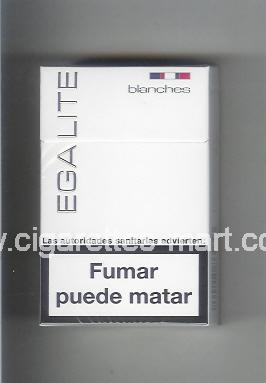 EGALITE
blanches
www.cigarettes-mart.com
Las autoridades sanitarias advierten:
Fumar
puede matar